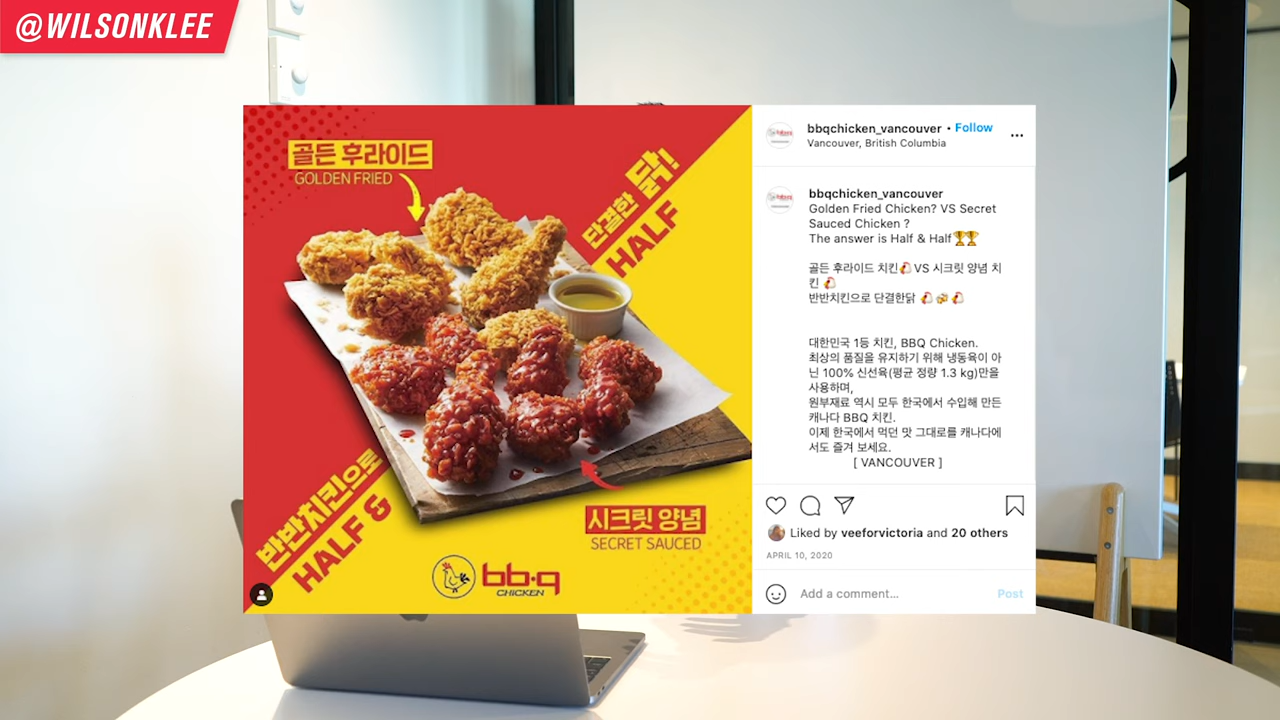 @WILSONKLEE
골든 후라이드
GOLDEN FRIED
단결한 닭!
HALF
반반치킨으로
HALF &
시크릿 양념
SECRET SAUCED
bb.q
CHICKEN
bbqchicken_vancouver • Follow
Vancouver, British Columbia
bbqchicken_vancouver
Golden Fried Chicken? VS Secret
Sauced Chicken ?
The answer is Half & Half🏆🏆
골든 후라이드 치킨🐔VS 시크릿 양념 치
킨 🐔
반반치킨으로 단결한닭 🐔 🍻 🐔
대한민국 1등 치킨, BBQ Chicken.
최상의 품질을 유지하기 위해 냉동육이 아
닌 100% 신선육(평균 정량 1.3 kg)만을
사용하며,
원부재료 역시 모두 한국에서 수입해 만든
캐나다 BBQ 치킨.
이제 한국에서 먹던 맛 그대로를 캐나다에
서도 즐겨 보세요.
[ VANCOUVER ]
Liked by veeforvictoria and 20 others
APRIL 10, 2020
Add a comment...
Post